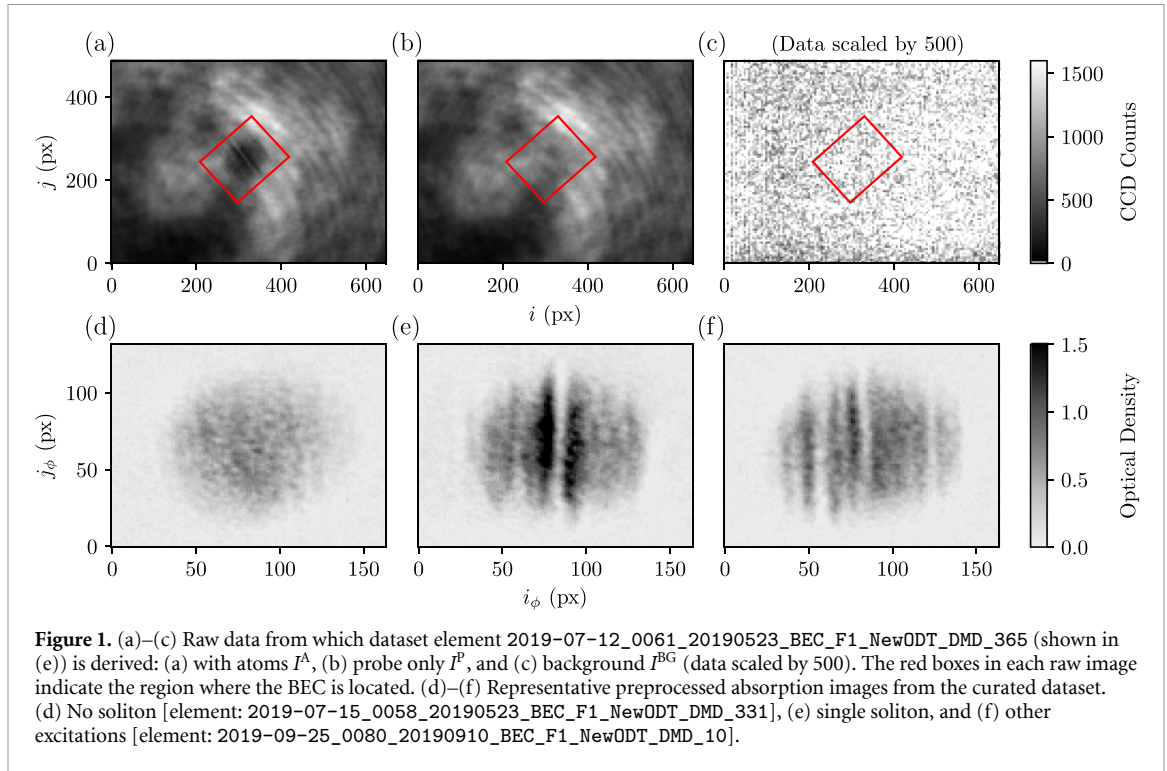 (a)
(b)
(c)
(Data scaled by 500)
400
200
0
j (px)
0
200
400
600
0
200
400
600
0
200
400
600
i (px)
1500
1000
500
0
CCD Counts
(d)
(e)
(f)
100
50
0
j_ϕ (px)
0
50
100
150
0
50
100
150
0
50
100
150
i_ϕ (px)
1.5
1.0
0.5
0.0
Optical Density
Figure 1. (a)–(c) Raw data from which dataset element 2019-07-12_0061_20190523_BEC_F1_NewODT_DMD_365 (shown in
(e)) is derived: (a) with atoms I^A, (b) probe only I^P, and (c) background I^BG (data scaled by 500). The red boxes in each raw image
indicate the region where the BEC is located. (d)–(f) Representative preprocessed absorption images from the curated dataset.
(d) No soliton [element: 2019-07-15_0058_20190523_BEC_F1_NewODT_DMD_331], (e) single soliton, and (f) other
excitations [element: 2019-09-25_0080_20190910_BEC_F1_NewODT_DMD_10].